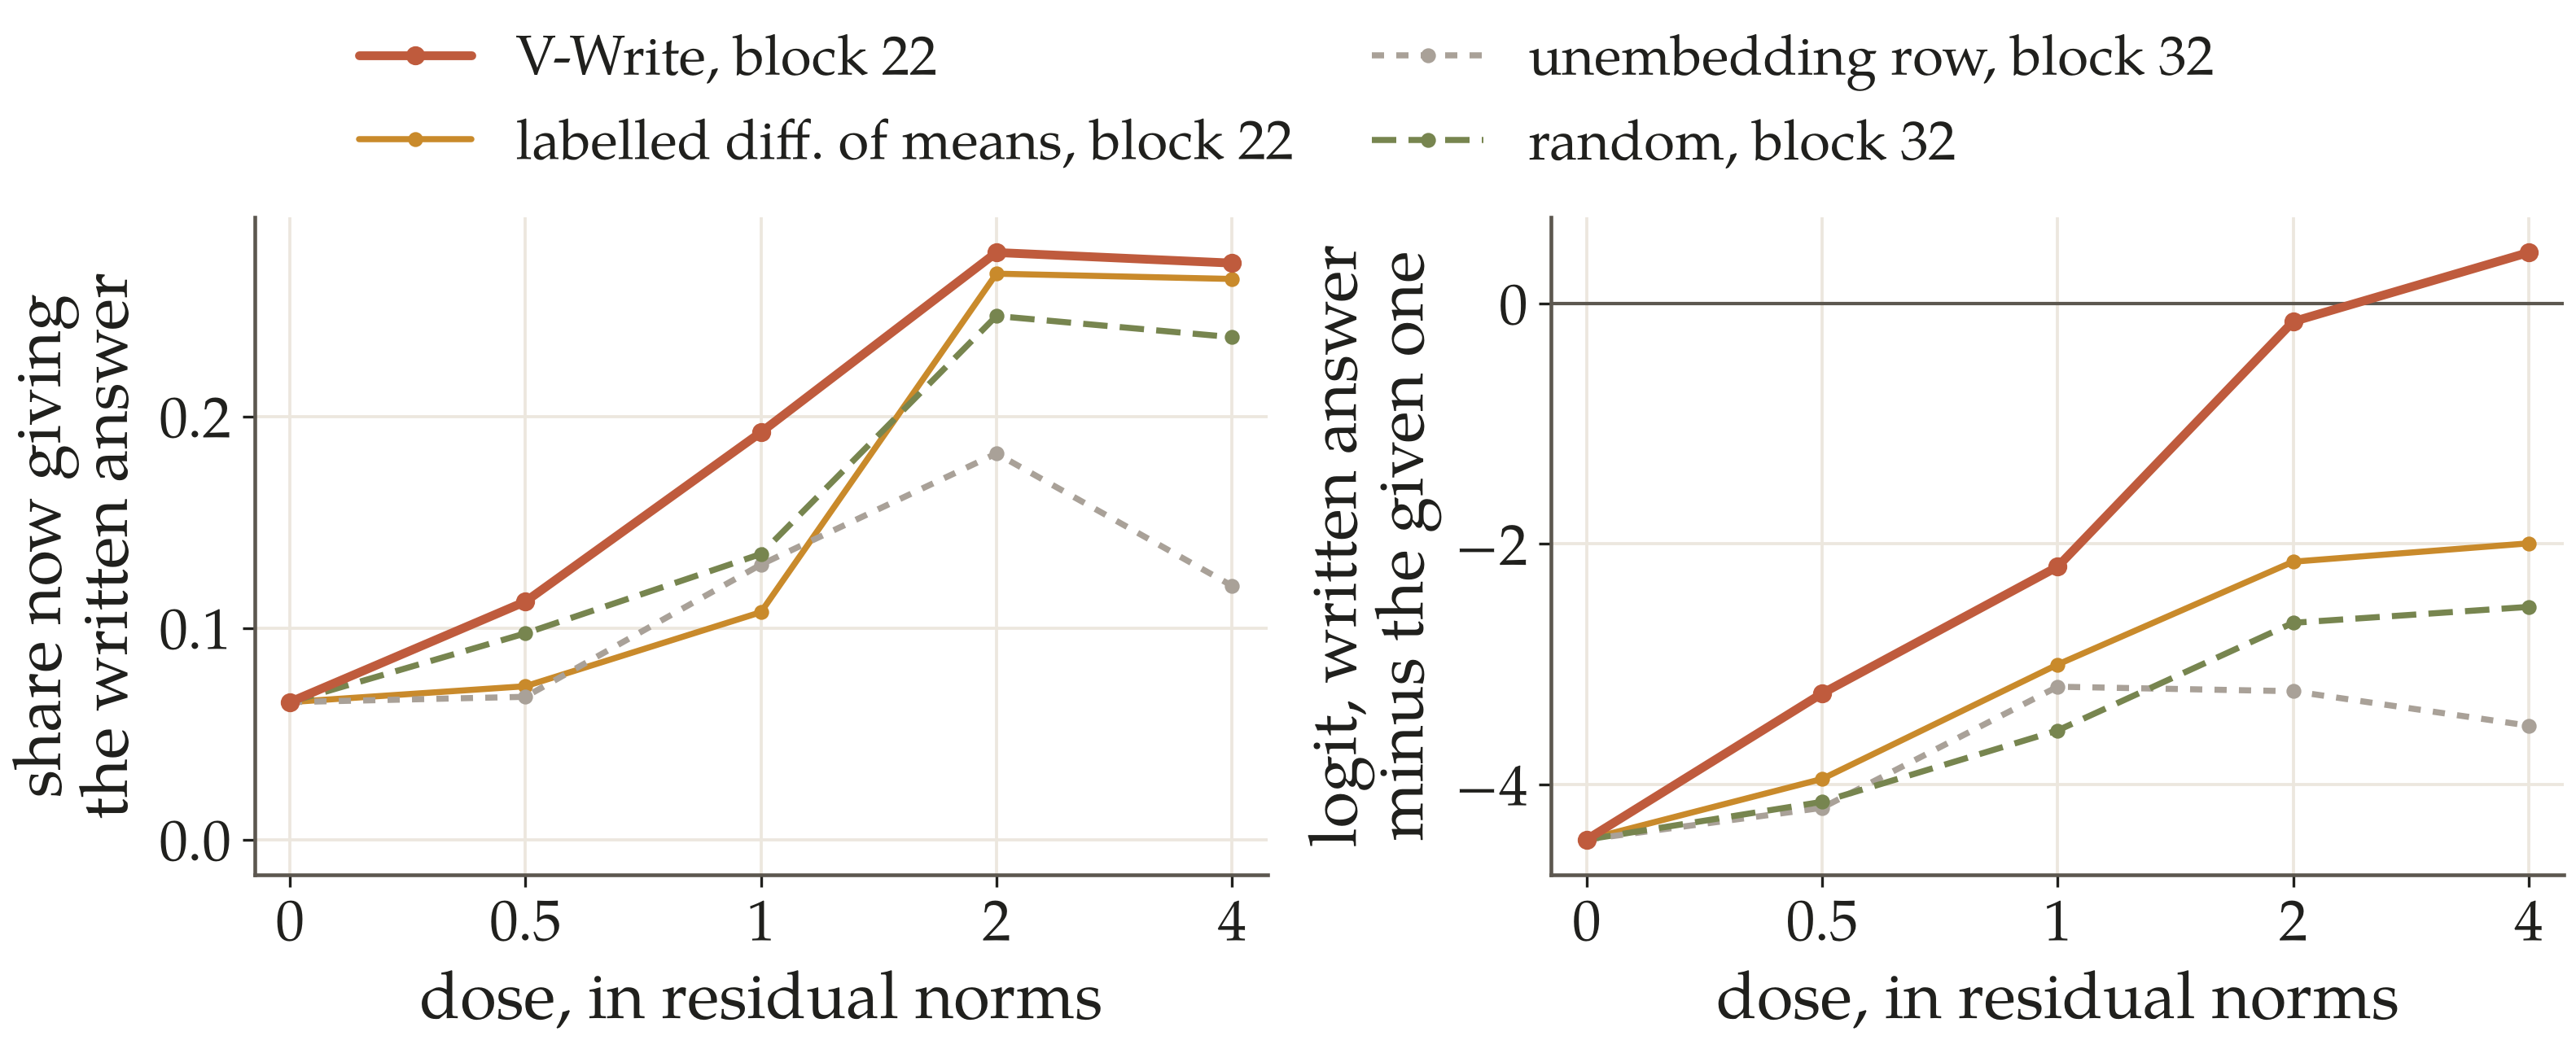 V-Write, block 22
labelled diff. of means, block 22
unembedding row, block 32
random, block 32
share now giving
the written answer
0.2
0.1
0.0
0 0.5 1 2 4
dose, in residual norms
logit, written answer
minus the given one
0
−2
−4
0 0.5 1 2 4
dose, in residual norms